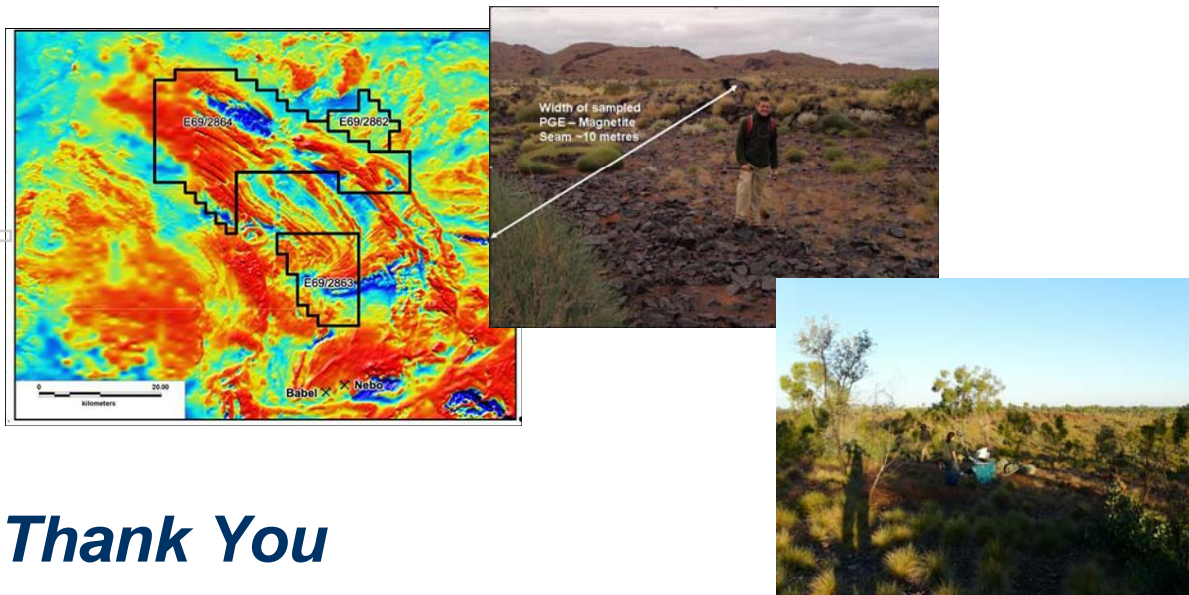 E69/2864
E69/2862
E69/2863
Babel
Nebo
0 20.00
kilometers
Width of sampled
PGE – Magnetite
Seam ~10 metres
Thank You